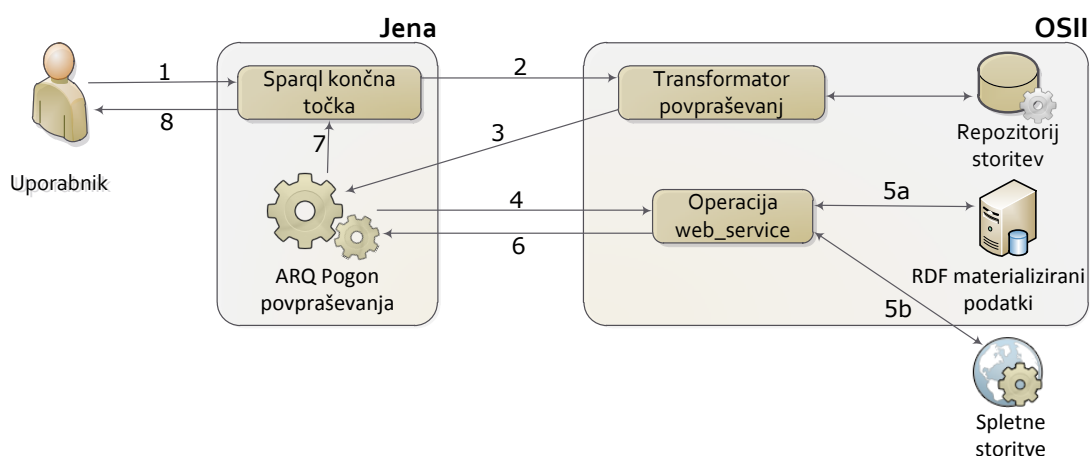 Jena
OSII
1
Sparql končna
točka
2
Transformator
povpraševanj
8
7
3
Repozitorij
storitev
Uporabnik
4
Operacija
web_service
5a
6
ARQ Pogon
povpraševanja
RDF materializirani
podatki
5b
Spletne
storitve